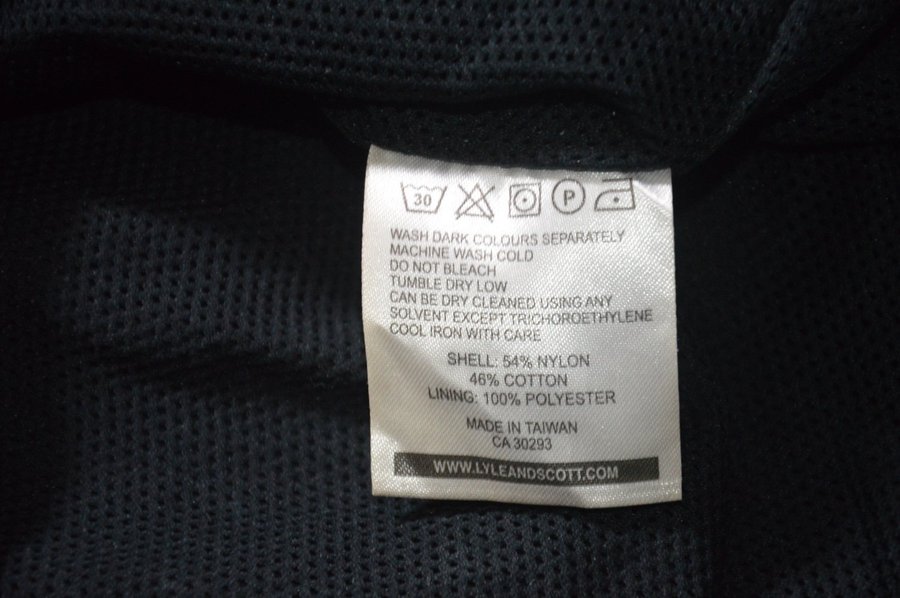 30 P
WASH DARK COLOURS SEPARATELY
MACHINE WASH COLD
DO NOT BLEACH
TUMBLE DRY LOW
CAN BE DRY CLEANED USING ANY
SOLVENT EXCEPT TRICHOROETHYLENE
COOL IRON WITH CARE
SHELL: 54% NYLON
46% COTTON
LINING: 100% POLYESTER
MADE IN TAIWAN
CA 30293
WWW.LYLEANDSCOTT.COM